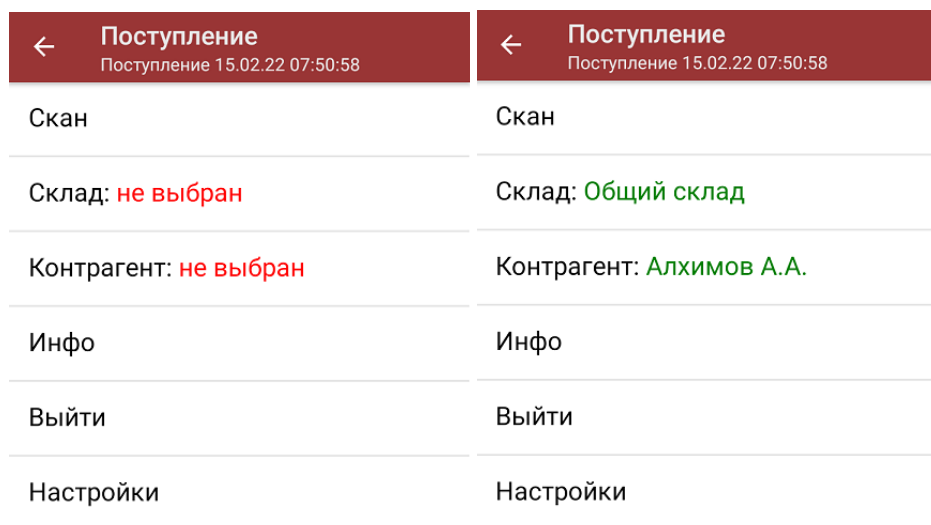 Поступление
Поступление 15.02.22 07:50:58
Скан
Склад: не выбран
Контрагент: не выбран
Инфо
Выйти
Настройки
Поступление
Поступление 15.02.22 07:50:58
Скан
Склад: Общий склад
Контрагент: Алхимов А.А.
Инфо
Выйти
Настройки